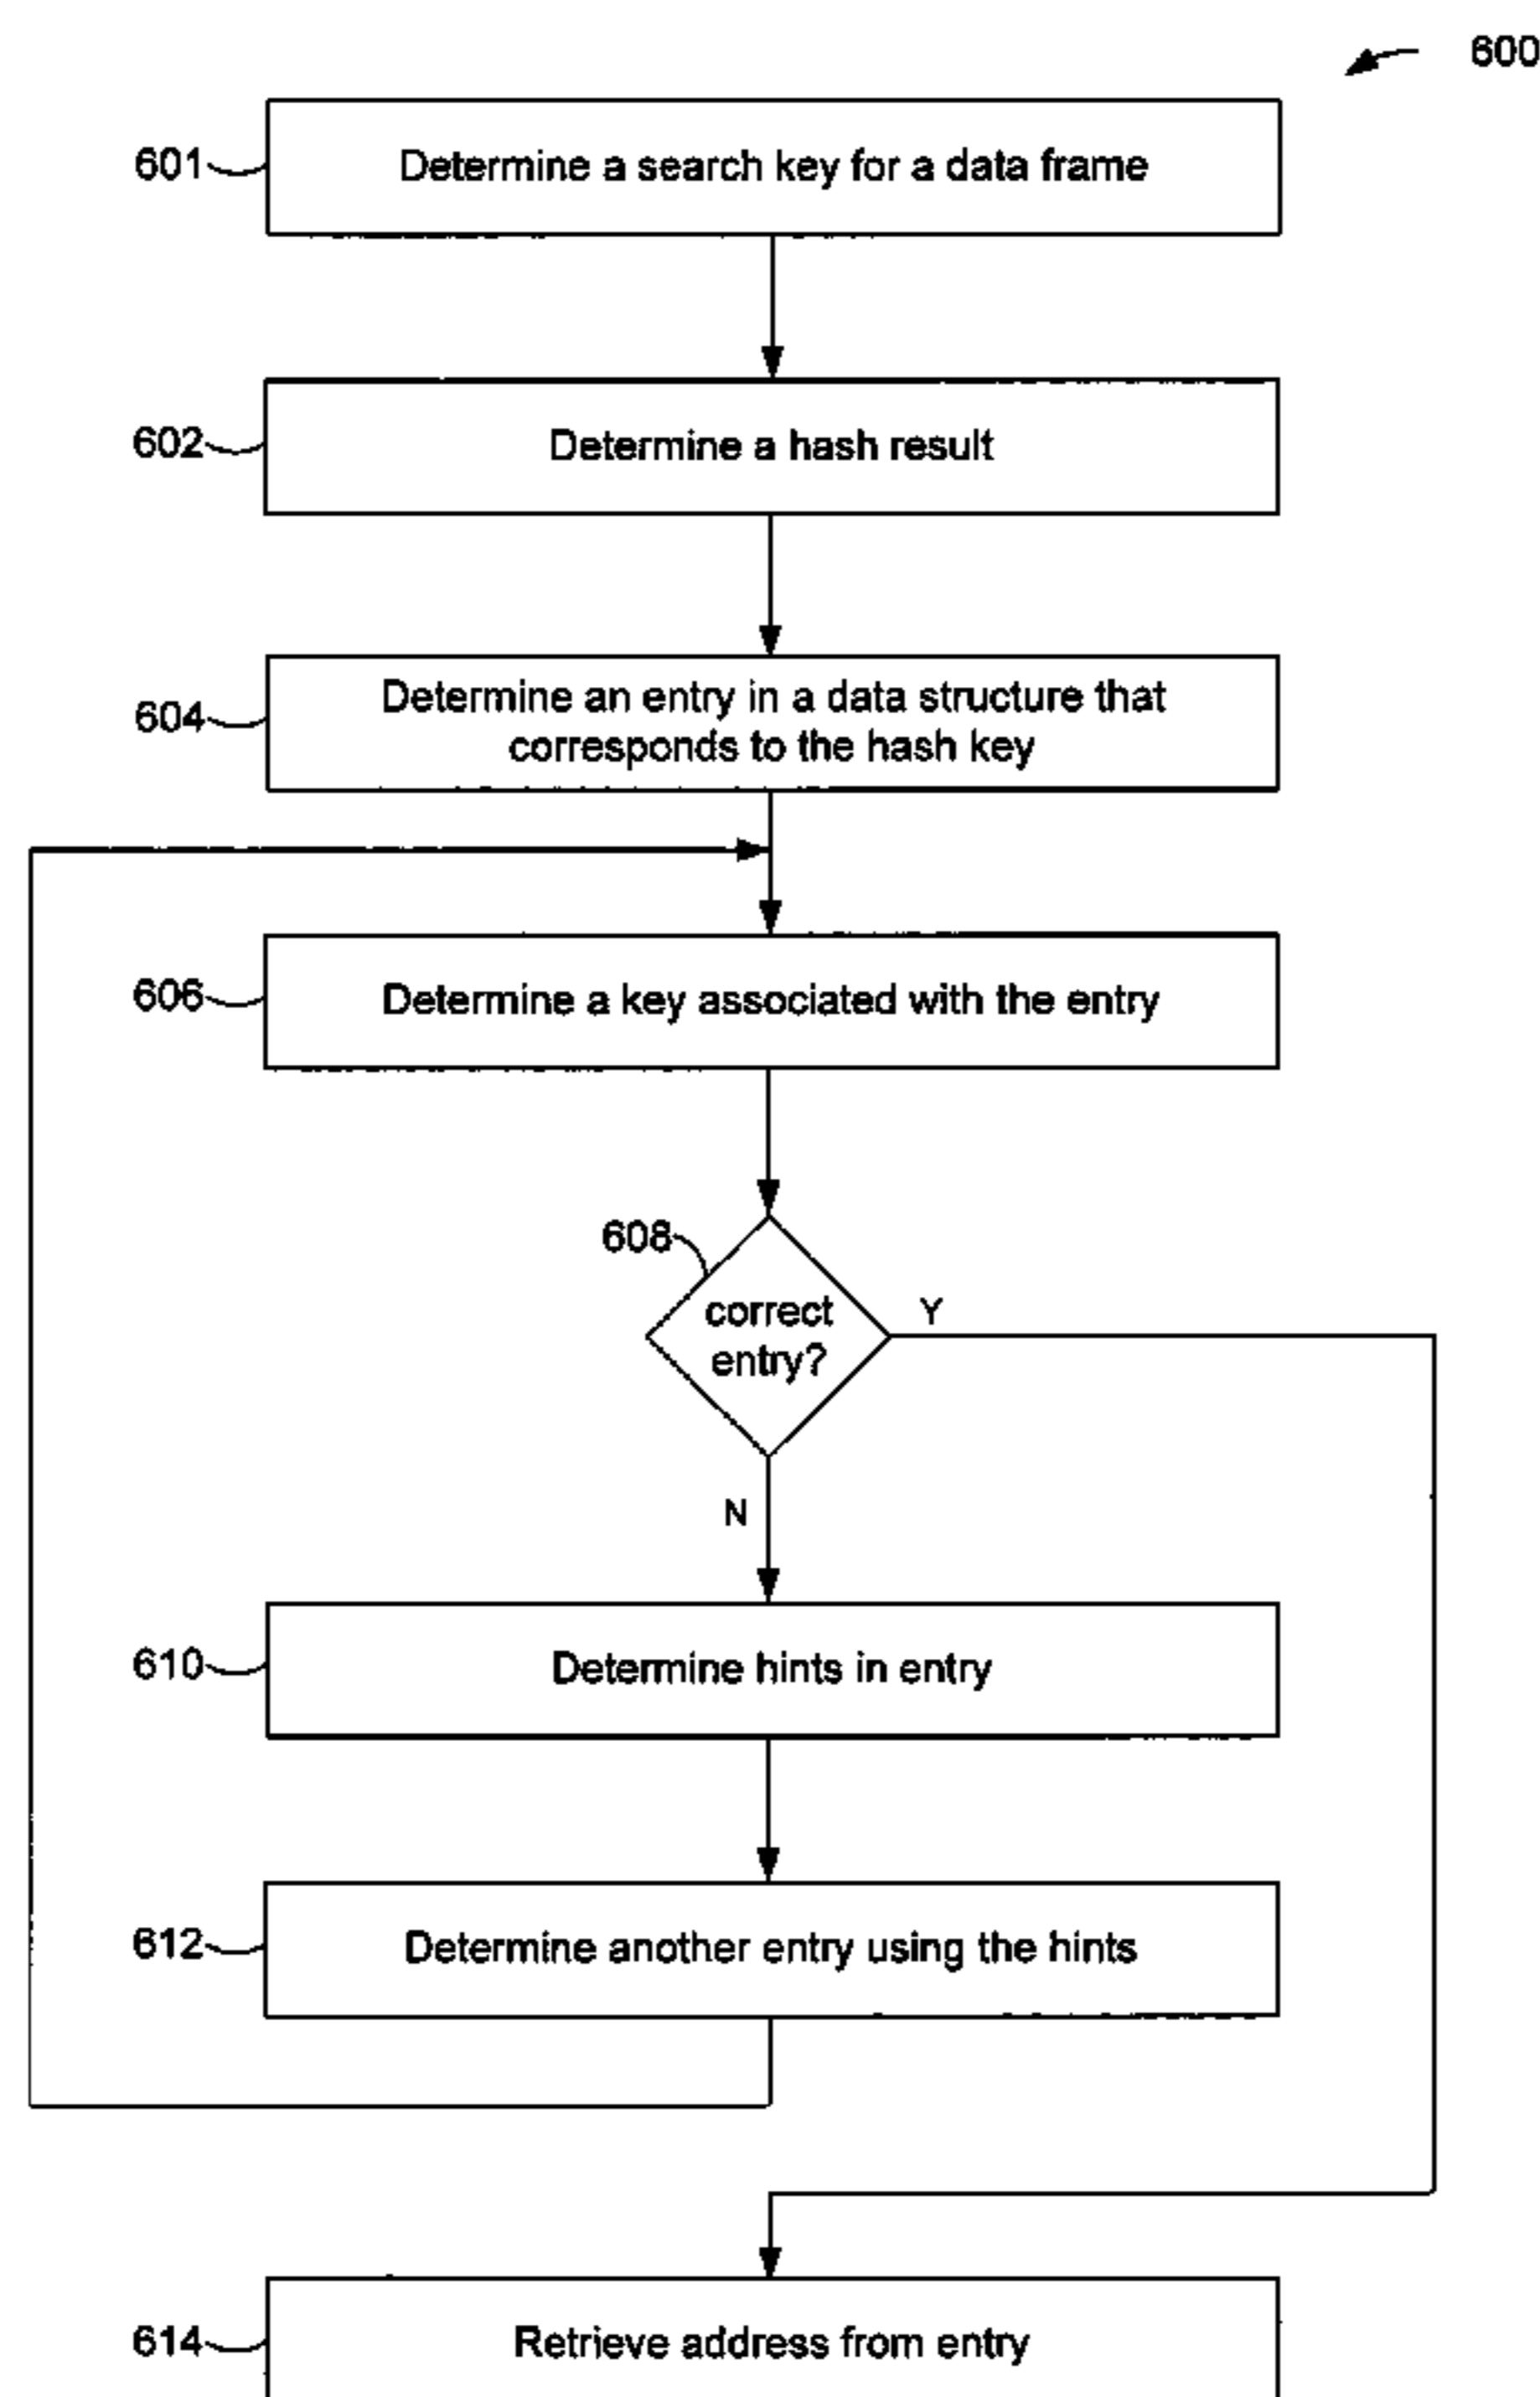 600
601
Determine a search key for a data frame
602
Determine a hash result
604
Determine an entry in a data structure that
corresponds to the hash key
606
Determine a key associated with the entry
608
correct
entry?
Y
N
610
Determine hints in entry
612
Determine another entry using the hints
614
Retrieve address from entry